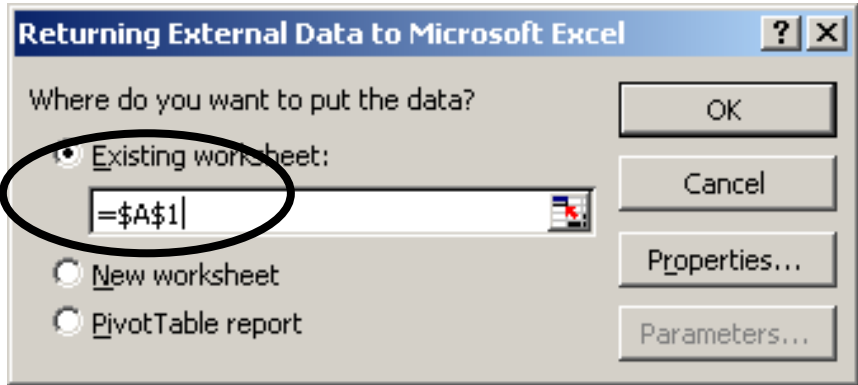 Returning External Data to Microsoft Excel
Where do you want to put the data?
Existing worksheet:
=$A$1
New worksheet
PivotTable report
OK
Cancel
Properties...
Parameters...